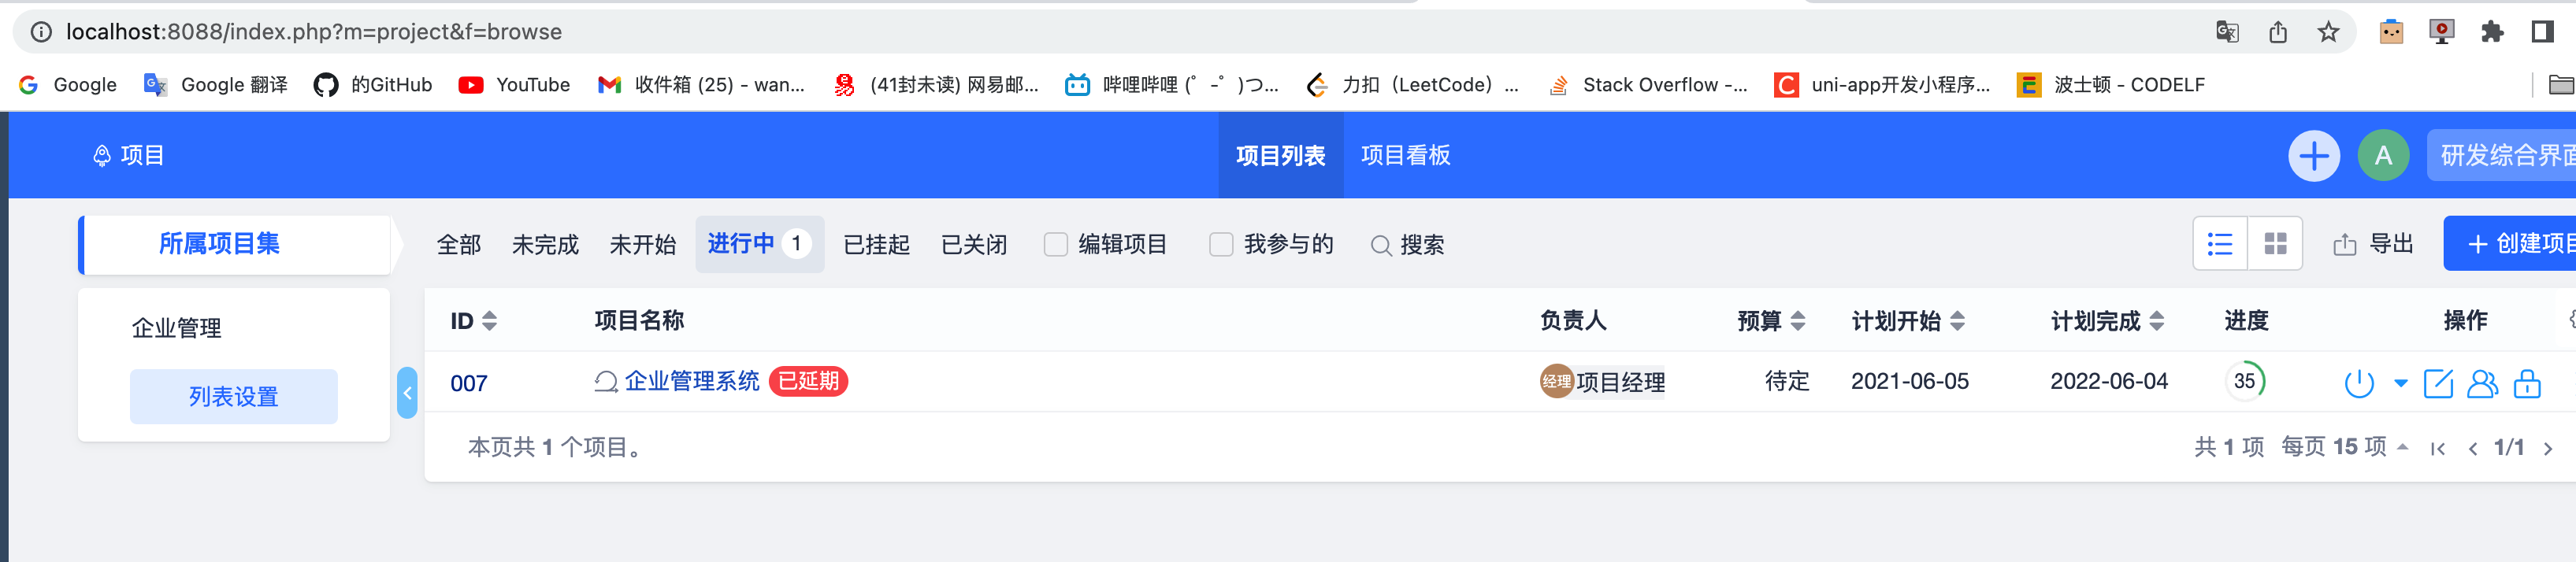 localhost:8088/index.php?m=project&f=browse
Google Google 翻译 的GitHub YouTube 收件箱 (25) - wan... (41封未读) 网易邮... 哔哩哔哩 (゜-゜)つ... 力扣（LeetCode）... Stack Overflow -... uni-app开发小程序... 波士顿 - CODELF
项目 项目列表 项目看板 A 研发综合界面
所属项目集 全部 未完成 未开始 进行中 1 已挂起 已关闭 编辑项目 我参与的 搜索 导出 + 创建项目
企业管理
列表设置
ID 项目名称 负责人 预算 计划开始 计划完成 进度 操作
007 企业管理系统 已延期 经理 项目经理 待定 2021-06-05 2022-06-04 35
本页共 1 个项目。 共 1 项 每页 15 项 1/1